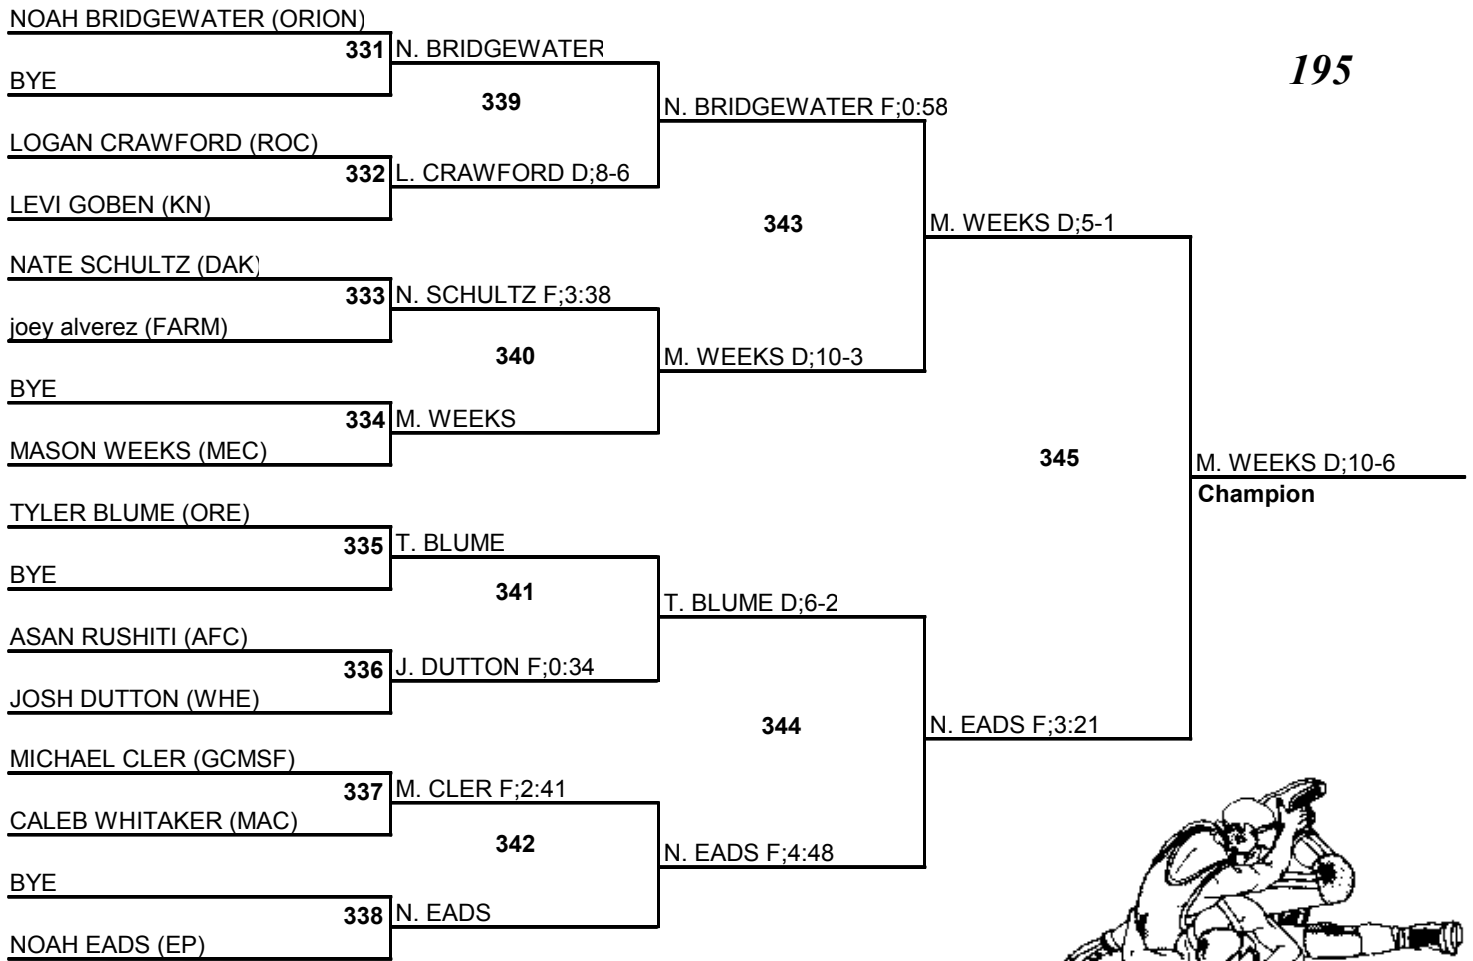 NOAH BRIDGEWATER (ORION)
331 N. BRIDGEWATER
195
BYE
339
N. BRIDGEWATER F;0:58
LOGAN CRAWFORD (ROC)
332 L. CRAWFORD D;8-6
LEVI GOBEN (KN)
343
M. WEEKS D;5-1
NATE SCHULTZ (DAK)
333 N. SCHULTZ F;3:38
joey alverez (FARM)
340
M. WEEKS D;10-3
BYE
334 M. WEEKS
MASON WEEKS (MEC)
345
M. WEEKS D;10-6
Champion
TYLER BLUME (ORE)
335 T. BLUME
BYE
341
T. BLUME D;6-2
ASAN RUSHITI (AFC)
336 J. DUTTON F;0:34
JOSH DUTTON (WHE)
344
N. EADS F;3:21
MICHAEL CLER (GCMSF)
337 M. CLER F;2:41
CALEB WHITAKER (MAC)
342
N. EADS F;4:48
BYE
338 N. EADS
NOAH EADS (EP)